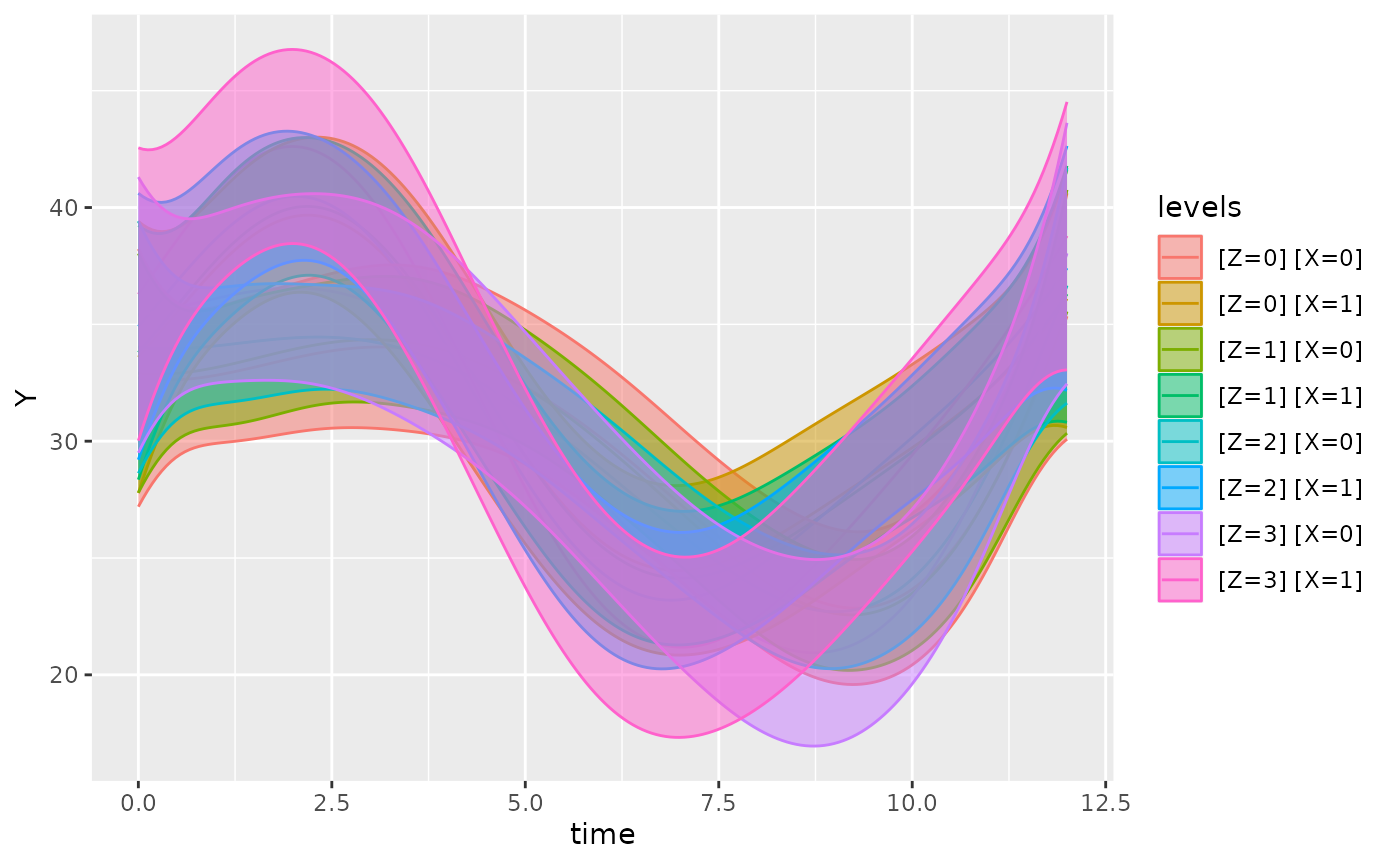 levels
[Z=0] [X=0]
[Z=0] [X=1]
[Z=1] [X=0]
[Z=1] [X=1]
[Z=2] [X=0]
[Z=2] [X=1]
[Z=3] [X=0]
[Z=3] [X=1]
Y
40
30
20
0.0 2.5 5.0 7.5 10.0 12.5
time